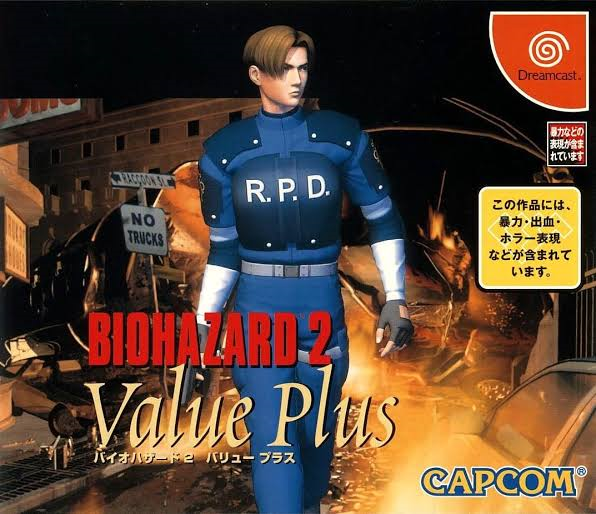 Dreamcast.
暴力などの
表現が含ま
れています
この作品には、
暴力・出血・
ホラー表現
などが含まれて
います。
RACCOON St.
NO
TRUCKS
R.P.D.
BIOHAZARD 2
Value Plus
バイオハザード2 バリュー プラス
CAPCOM®